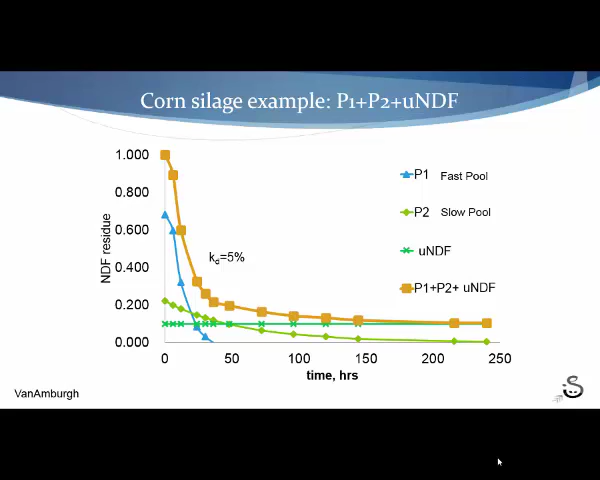 Corn silage example: P1+P2+uNDF
1.000
0.800
0.600
0.400
0.200
0.000
NDF residue
kd=5%
P1 Fast Pool
P2 Slow Pool
uNDF
P1+P2+ uNDF
0 50 100 150 200 250
time, hrs
VanAmburgh
S